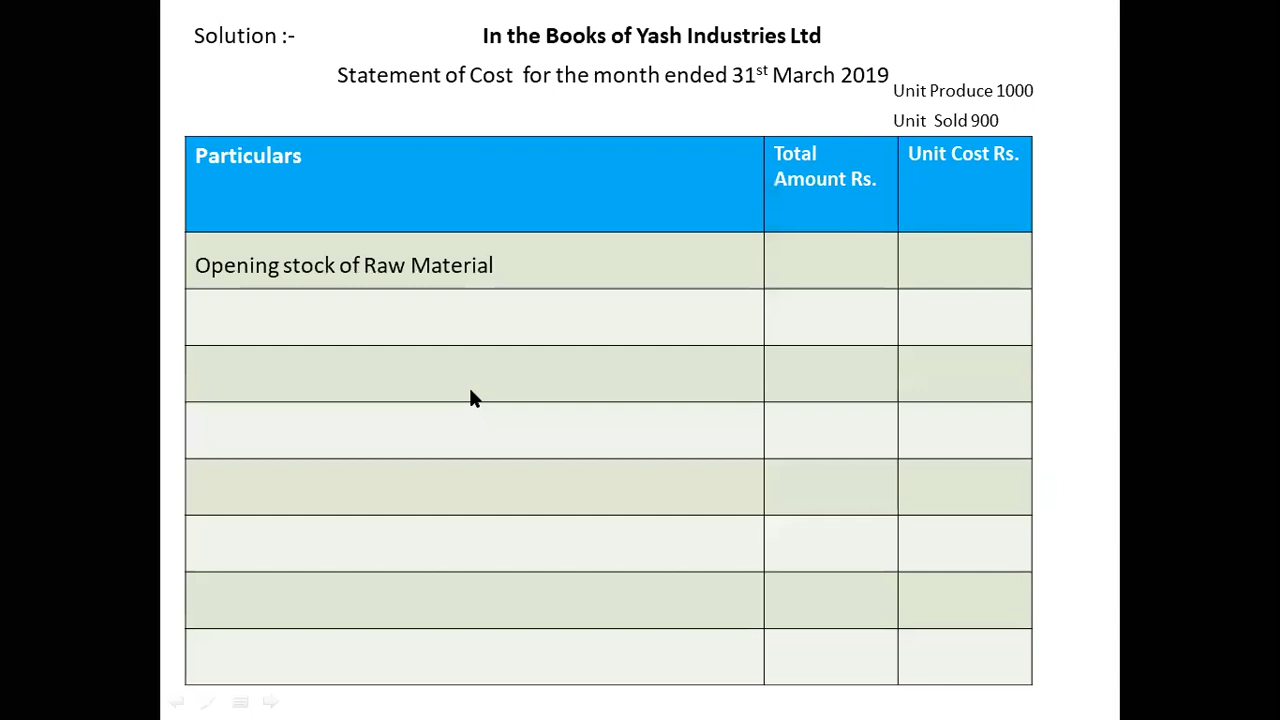 Solution :-
In the Books of Yash Industries Ltd
Statement of Cost for the month ended 31st March 2019
Unit Produce 1000
Unit Sold 900
Particulars
Total
Amount Rs.
Unit Cost Rs.
Opening stock of Raw Material